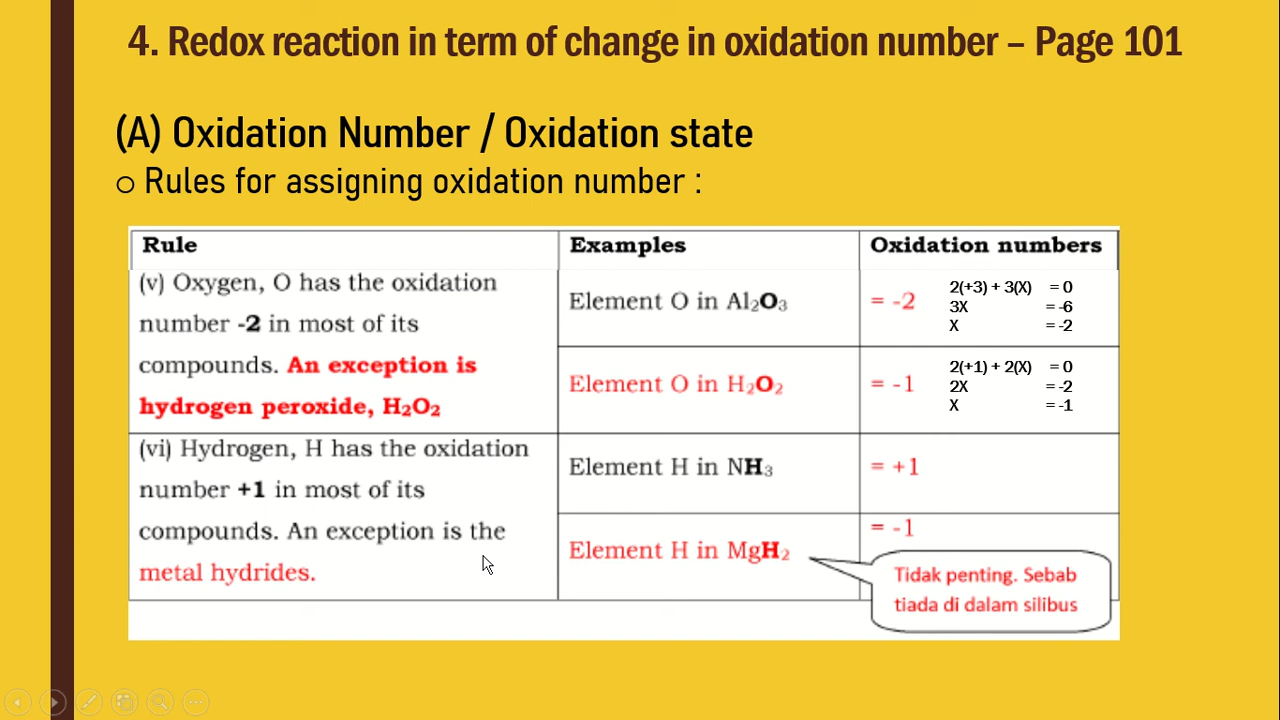 4. Redox reaction in term of change in oxidation number – Page 101
(A) Oxidation Number / Oxidation state
o Rules for assigning oxidation number :
Rule
Examples
Oxidation numbers
(v) Oxygen, O has the oxidation
number -2 in most of its
compounds. An exception is
hydrogen peroxide, H₂O₂
Element O in Al₂O₃
= -2
2(+3) + 3(X) = 0
3X = -6
X = -2
Element O in H₂O₂
= -1
2(+1) + 2(X) = 0
2X = -2
X = -1
(vi) Hydrogen, H has the oxidation
number +1 in most of its
compounds. An exception is the
metal hydrides.
Element H in NH₃
= +1
Element H in MgH₂
= -1
Tidak penting. Sebab
tiada di dalam silibus